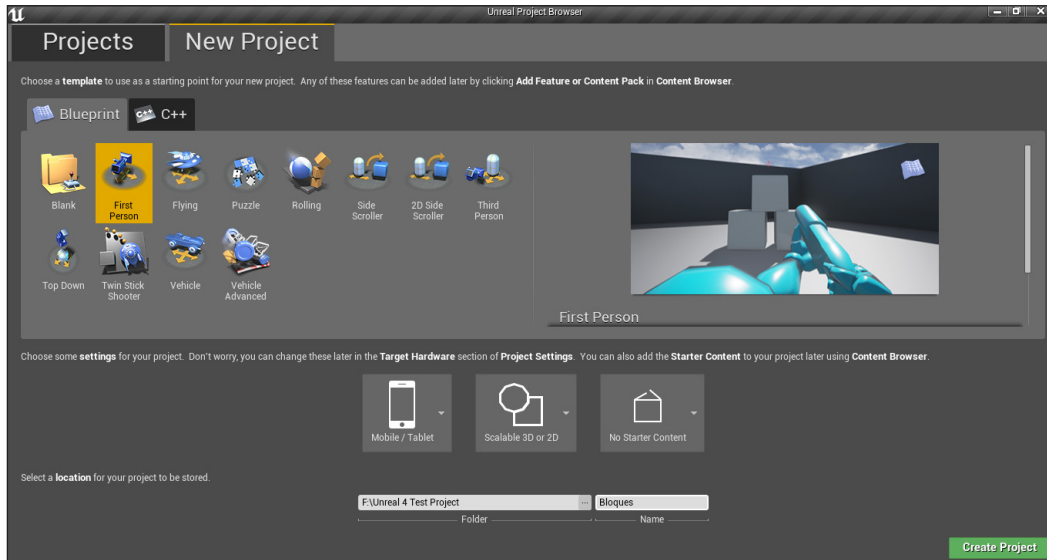 Unreal Project Browser
Projects
New Project
Choose a template to use as a starting point for your new project. Any of these features can be added later by clicking Add Feature or Content Pack in Content Browser.
Blueprint
C++
C++
Blank
First
Person
Flying
Puzzle
Rolling
Side
Scroller
2D Side
Scroller
Third
Person
Top Down
Twin Stick
Shooter
Vehicle
Vehicle
Advanced
First Person
Choose some settings for your project. Don't worry, you can change these later in the Target Hardware section of Project Settings. You can also add the Starter Content to your project later using Content Browser.
Mobile / Tablet
Scalable 3D or 2D
No Starter Content
Select a location for your project to be stored.
F:\Unreal 4 Test Project
...
Bloques
Folder
Name
Create Project